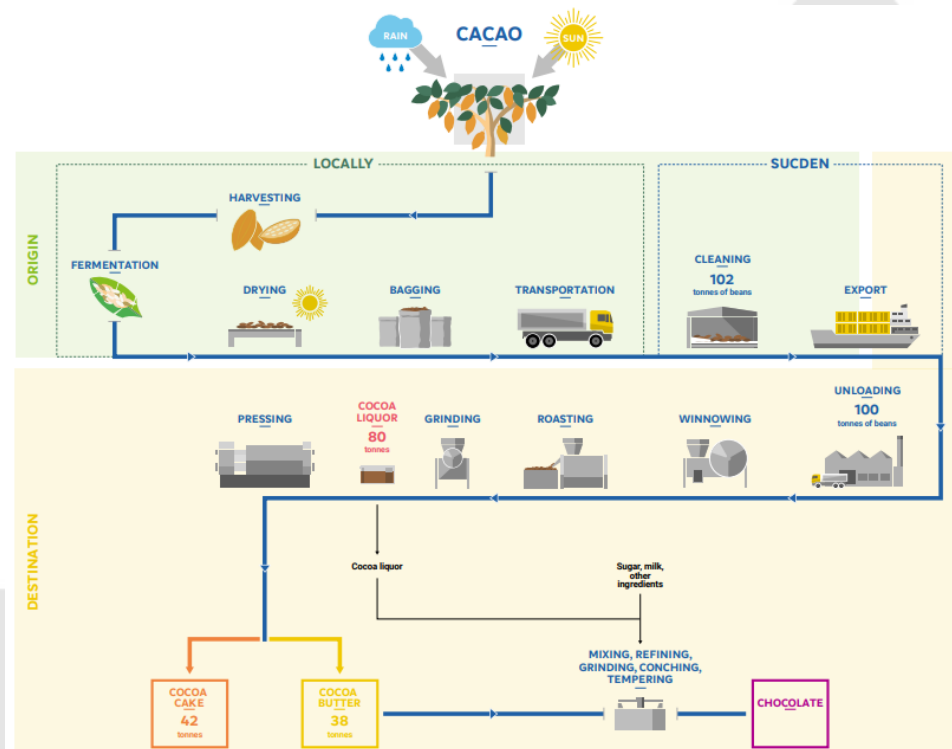 RAIN
CACAO
SUN
LOCALLY
SUCDEN
ORIGIN
HARVESTING
FERMENTATION
DRYING
BAGGING
TRANSPORTATION
CLEANING
102
tonnes of beans
EXPORT
DESTINATION
UNLOADING
100
tonnes of beans
WINNOWING
ROASTING
GRINDING
COCOA
LIQUOR
80
tonnes
PRESSING
Cocoa liquor
Sugar, milk,
other
ingredients
MIXING, REFINING,
GRINDING, CONCHING,
TEMPERING
COCOA
CAKE
42
tonnes
COCOA
BUTTER
38
tonnes
CHOCOLATE